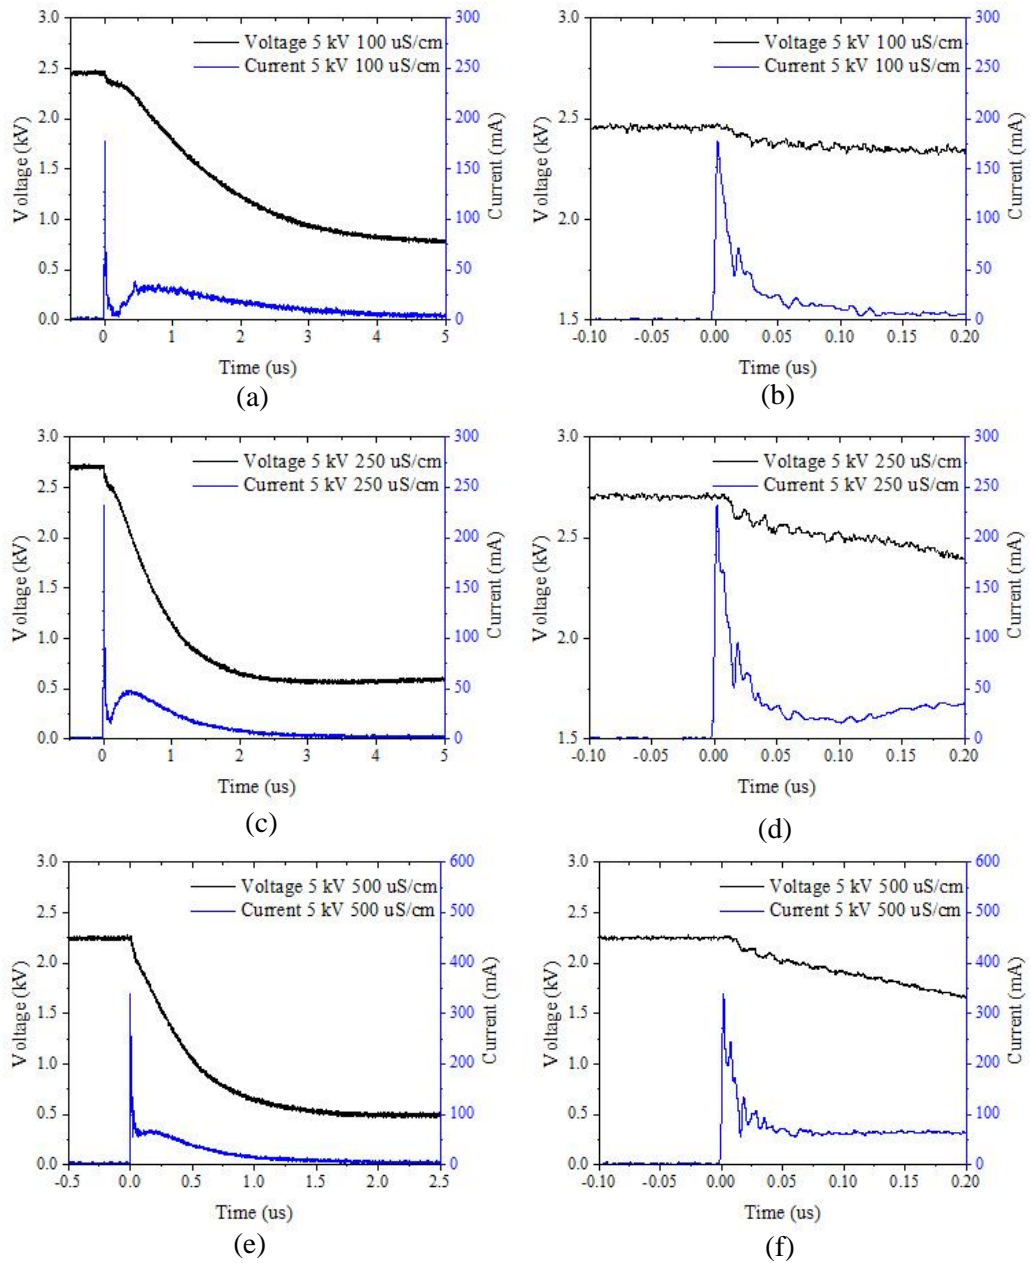 3.0 300
Voltage 5 kV 100 uS/cm
Current 5 kV 100 uS/cm
2.5 250
2.0 200
1.5 150
1.0 100
0.5 50
0.0 0
0 1 2 3 4 5
Voltage (kV)
Current (mA)
Time (us)
(a)
3.0 300
Voltage 5 kV 100 uS/cm
Current 5 kV 100 uS/cm
250
2.5 200
150
2.0 100
50
1.5 0
-0.10 -0.05 0.00 0.05 0.10 0.15 0.20
Voltage (kV)
Current (mA)
Time (us)
(b)
3.0 300
Voltage 5 kV 250 uS/cm
Current 5 kV 250 uS/cm
2.5 250
2.0 200
1.5 150
1.0 100
0.5 50
0.0 0
0 1 2 3 4 5
Voltage (kV)
Current (mA)
Time (us)
(c)
3.0 300
Voltage 5 kV 250 uS/cm
Current 5 kV 250 uS/cm
250
2.5 200
150
2.0 100
50
1.5 0
-0.10 -0.05 0.00 0.05 0.10 0.15 0.20
Voltage (kV)
Current (mA)
Time (us)
(d)
3.0 600
Voltage 5 kV 500 uS/cm
Current 5 kV 500 uS/cm
2.5 500
2.0 400
1.5 300
1.0 200
0.5 100
0.0 0
-0.5 0.0 0.5 1.0 1.5 2.0 2.5
Voltage (kV)
Current (mA)
Time (us)
(e)
3.0 600
Voltage 5 kV 500 uS/cm
Current 5 kV 500 uS/cm
2.5 500
2.0 400
1.5 300
1.0 200
0.5 100
0.0 0
-0.10 -0.05 0.00 0.05 0.10 0.15 0.20
Voltage (kV)
Current (mA)
Time (us)
(f)